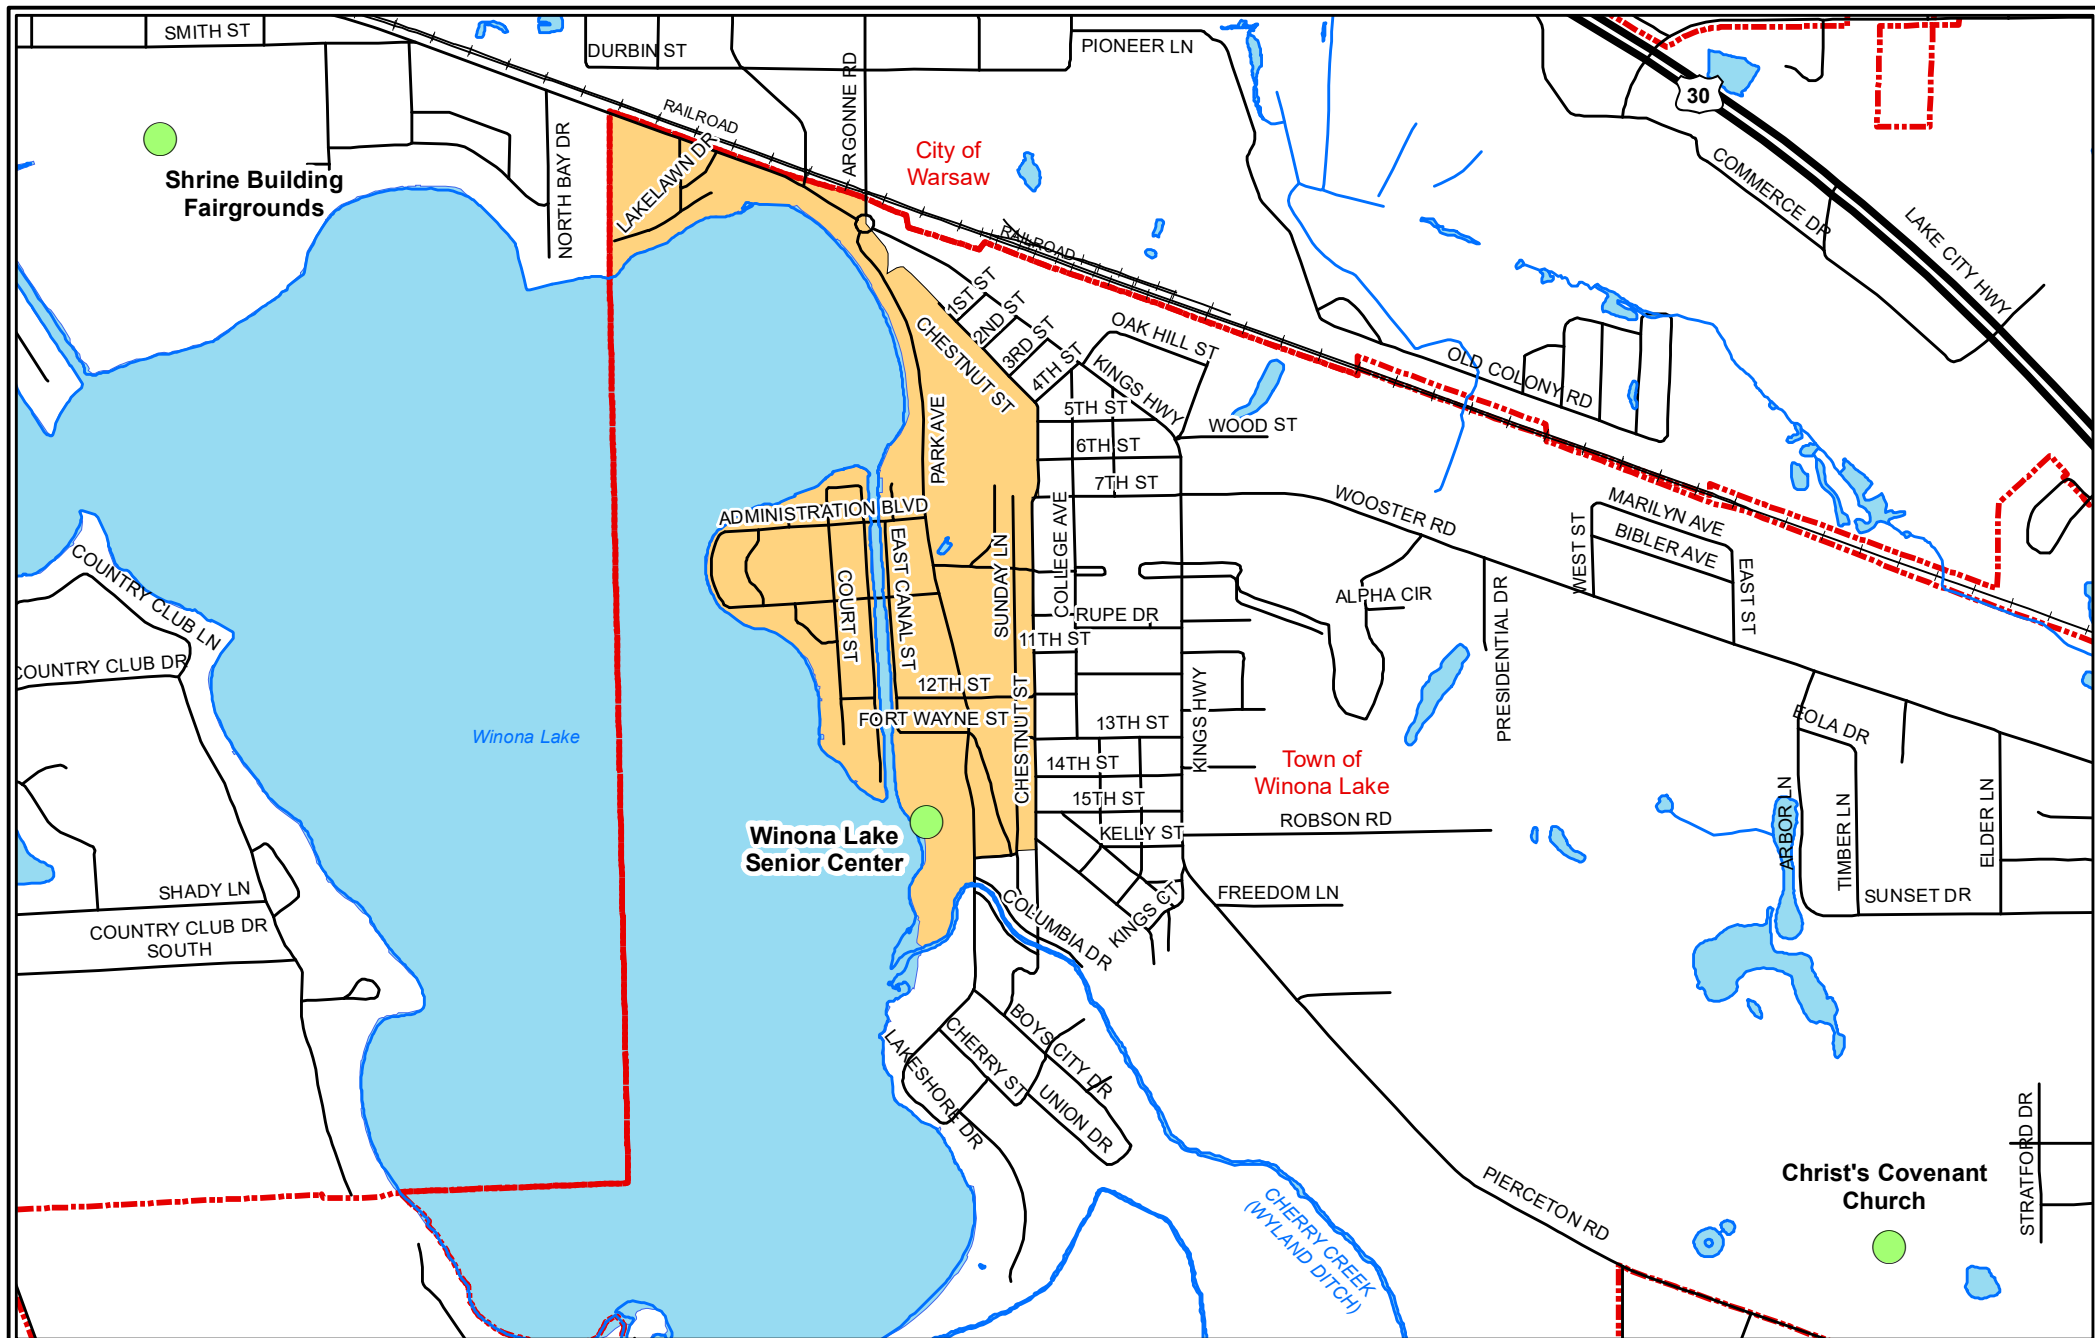 SMITH ST
DURBIN ST
PIONEER LN
ARGONNE RD
30
RAILROAD
NORTH BAY DR
LAKELAWN DR
City of
Warsaw
COMMERCE DR
LAKE CITY HWY
Shrine Building
Fairgrounds
RAILROAD
1ST ST
2ND ST
3RD ST
4TH ST
CHESTNUT ST
OAK HILL ST
KINGS HWY
OLD COLONY RD
5TH ST
WOOD ST
6TH ST
PARK AVE
7TH ST
WOOSTER RD
MARILYN AVE
BIBLER AVE
WEST ST
EAST ST
ADMINISTRATION BLVD
EAST CANAL ST
COURT ST
SUNDAY LN
COLLEGE AVE
ALPHA CIR
PRESIDENTIAL DR
RUPE DR
11TH ST
COUNTRY CLUB LN
COUNTRY CLUB DR
12TH ST
FORT WAYNE ST
CHESTNUT ST
13TH ST
KINGS HWY
EOLA DR
Winona Lake
14TH ST
Town of
Winona Lake
15TH ST
ARBOR LN
TIMBER LN
ELDER LN
KELLY ST
ROBSON RD
Winona Lake
Senior Center
SHADY LN
FREEDOM LN
SUNSET DR
COUNTRY CLUB DR
SOUTH
COLUMBIA DR
KINGS CT
LAKESHORE DR
CHERRY ST
BOYS CITY DR
UNION DR
STRATFORD DR
PIERCETON RD
Christ's Covenant
Church
CHERRY CREEK
(WYLAND DITCH)